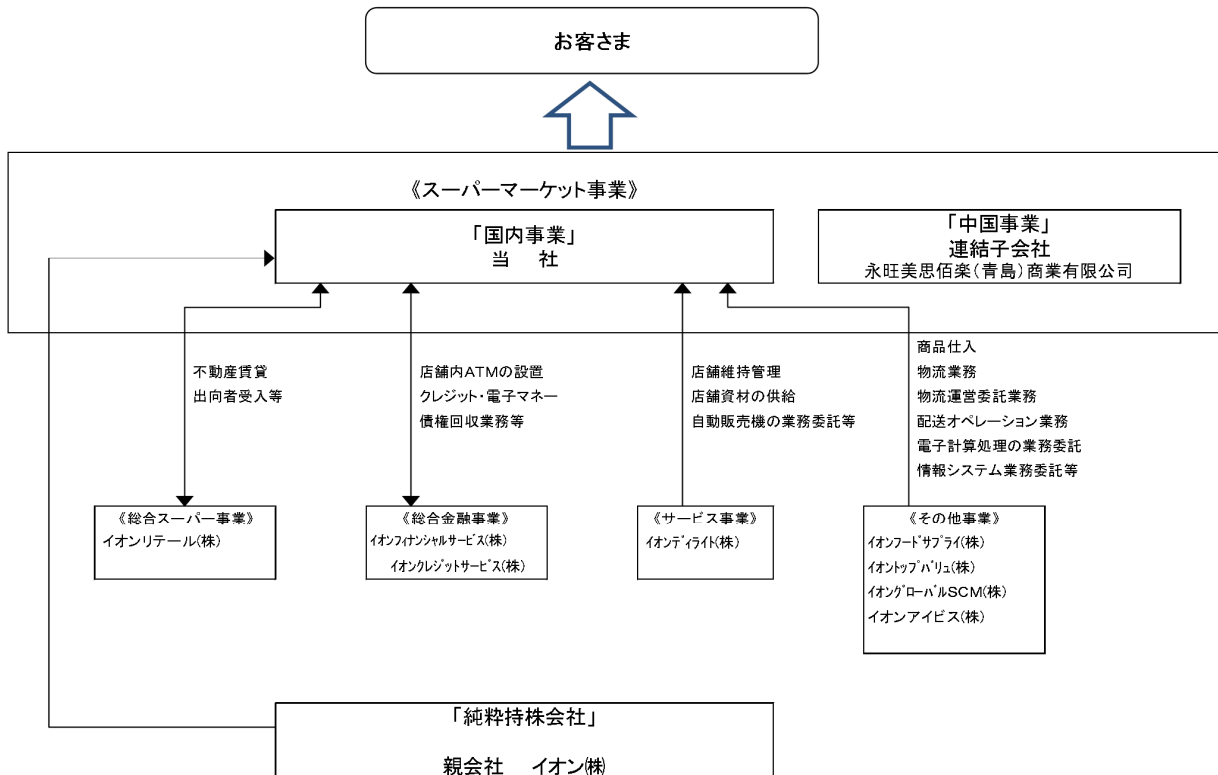 お客さま
《スーパーマーケット事業》
「国内事業」
当　社
「中国事業」
連結子会社
永旺美思佰楽(青島)商業有限公司
不動産賃貸
出向者受入等
店舗内ATMの設置
クレジット・電子マネー
債権回収業務等
店舗維持管理
店舗資材の供給
自動販売機の業務委託等
商品仕入
物流業務
物流運営委託業務
配送オペレーション業務
電子計算処理の業務委託
情報システム業務委託等
《総合スーパー事業》
イオンリテール(株)
《総合金融事業》
イオンフィナンシャルサービス(株)
イオンクレジットサービス(株)
《サービス事業》
イオンディライト(株)
《その他事業》
イオンフードサプライ(株)
イオントップバリュ(株)
イオングローバルSCM(株)
イオンアイビス(株)
「純粋持株会社」
親会社　イオン㈱